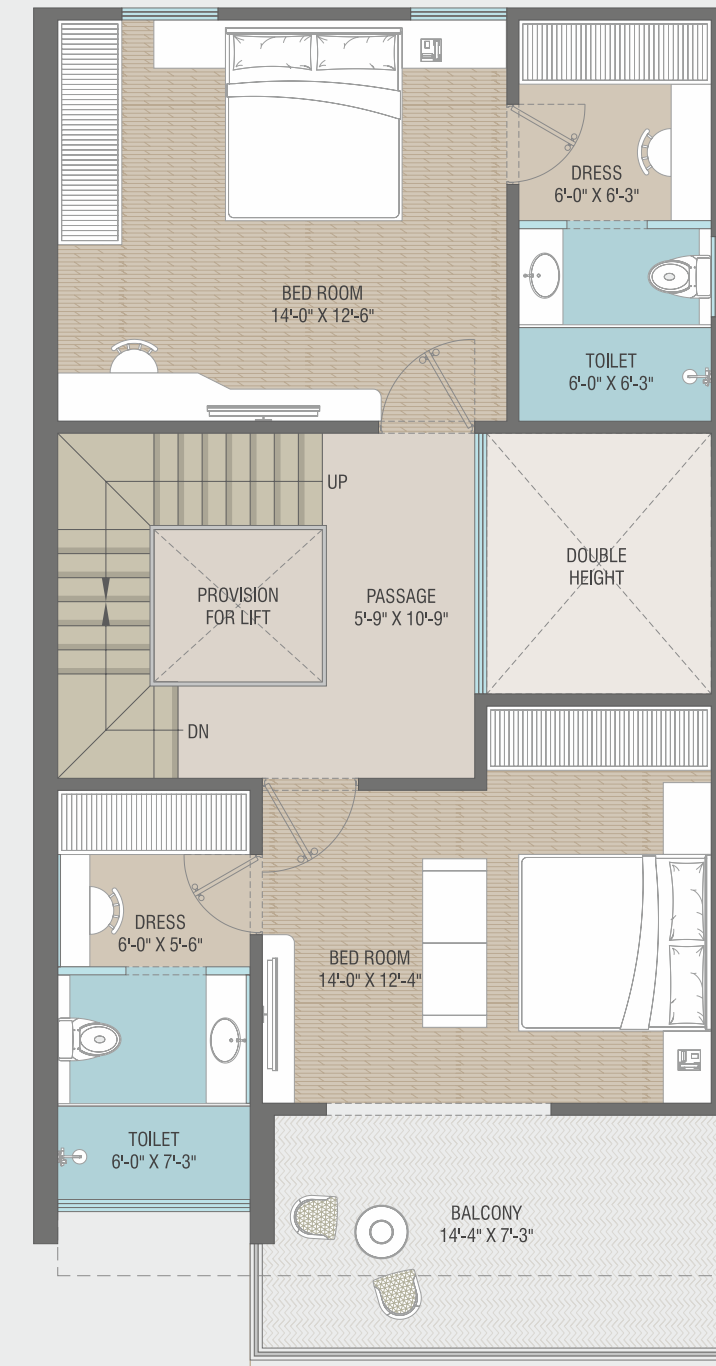 DRESS
6'-0" X 6'-3"
BED ROOM
14'-0" X 12'-6"
TOILET
6'-0" X 6'-3"
UP
DOUBLE
HEIGHT
PROVISION
FOR LIFT
PASSAGE
5'-9" X 10'-9"
DN
DRESS
6'-0" X 5'-6"
BED ROOM
14'-0" X 12'-4"
TOILET
6'-0" X 7'-3"
BALCONY
14'-4" X 7'-3"